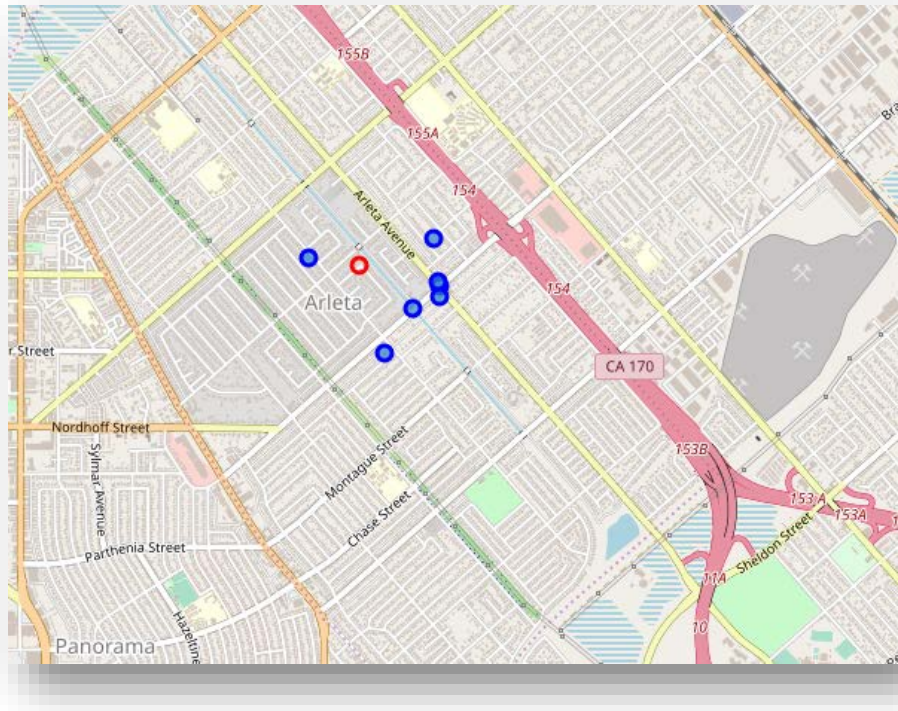 155B
155A
Bra
154
Arleta Avenue
154
Arleta
CA 170
r Street
Nordhoff Street
Sylmar Avenue
Montague Street
153B
Chase Street
153 A
153A
1
Parthenia Street
Sheldon Street
11A
Hazeltine
10
Panorama